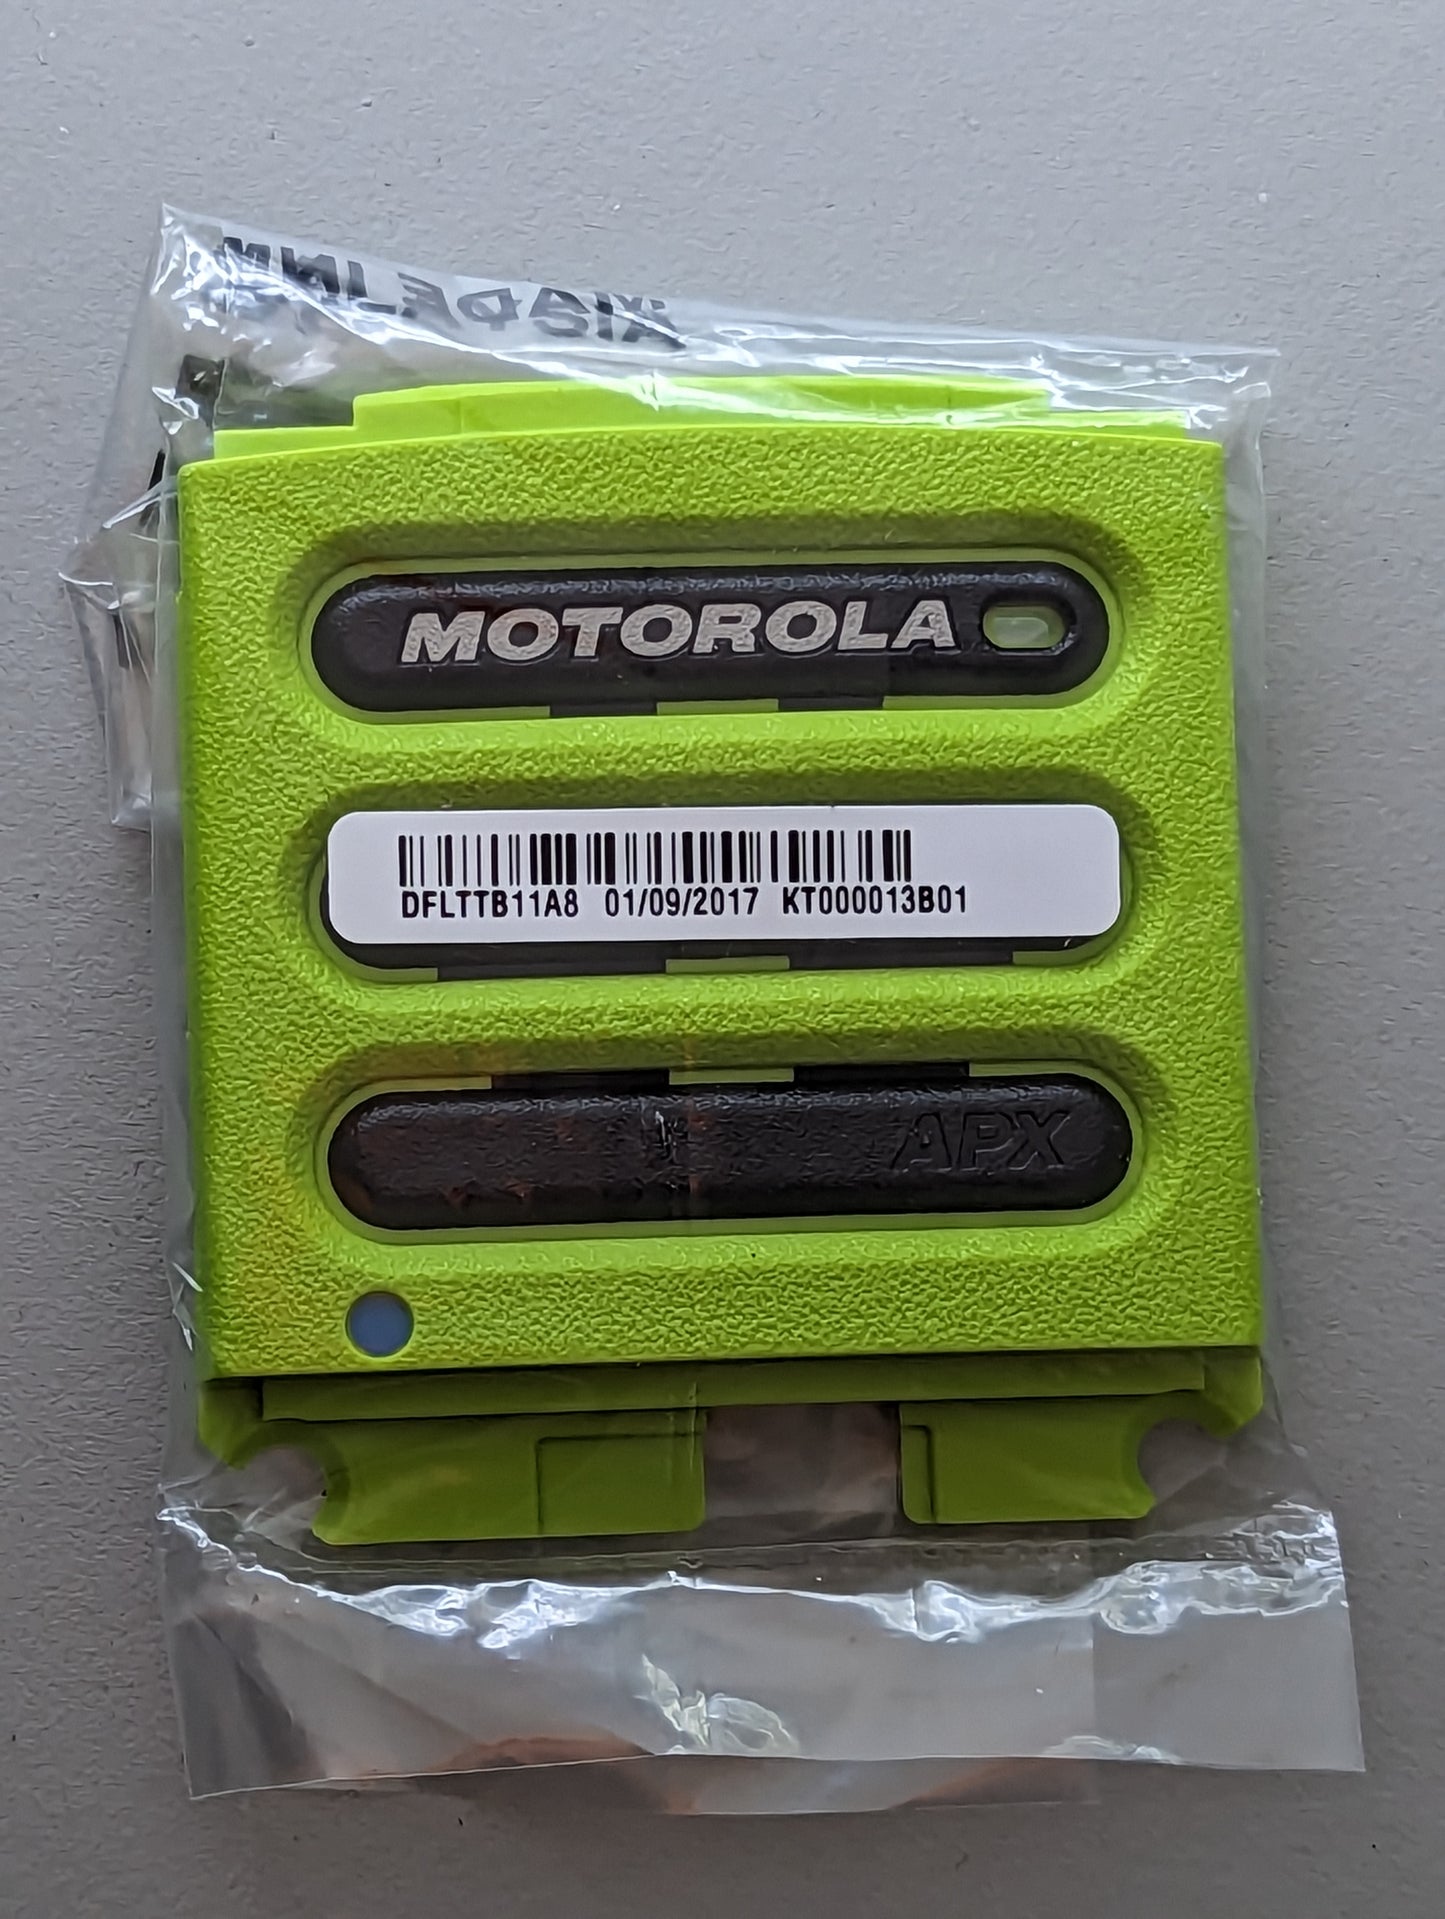 MOTOROLA
DFLTTB11A8 01/09/2017 KT000013B01
APX